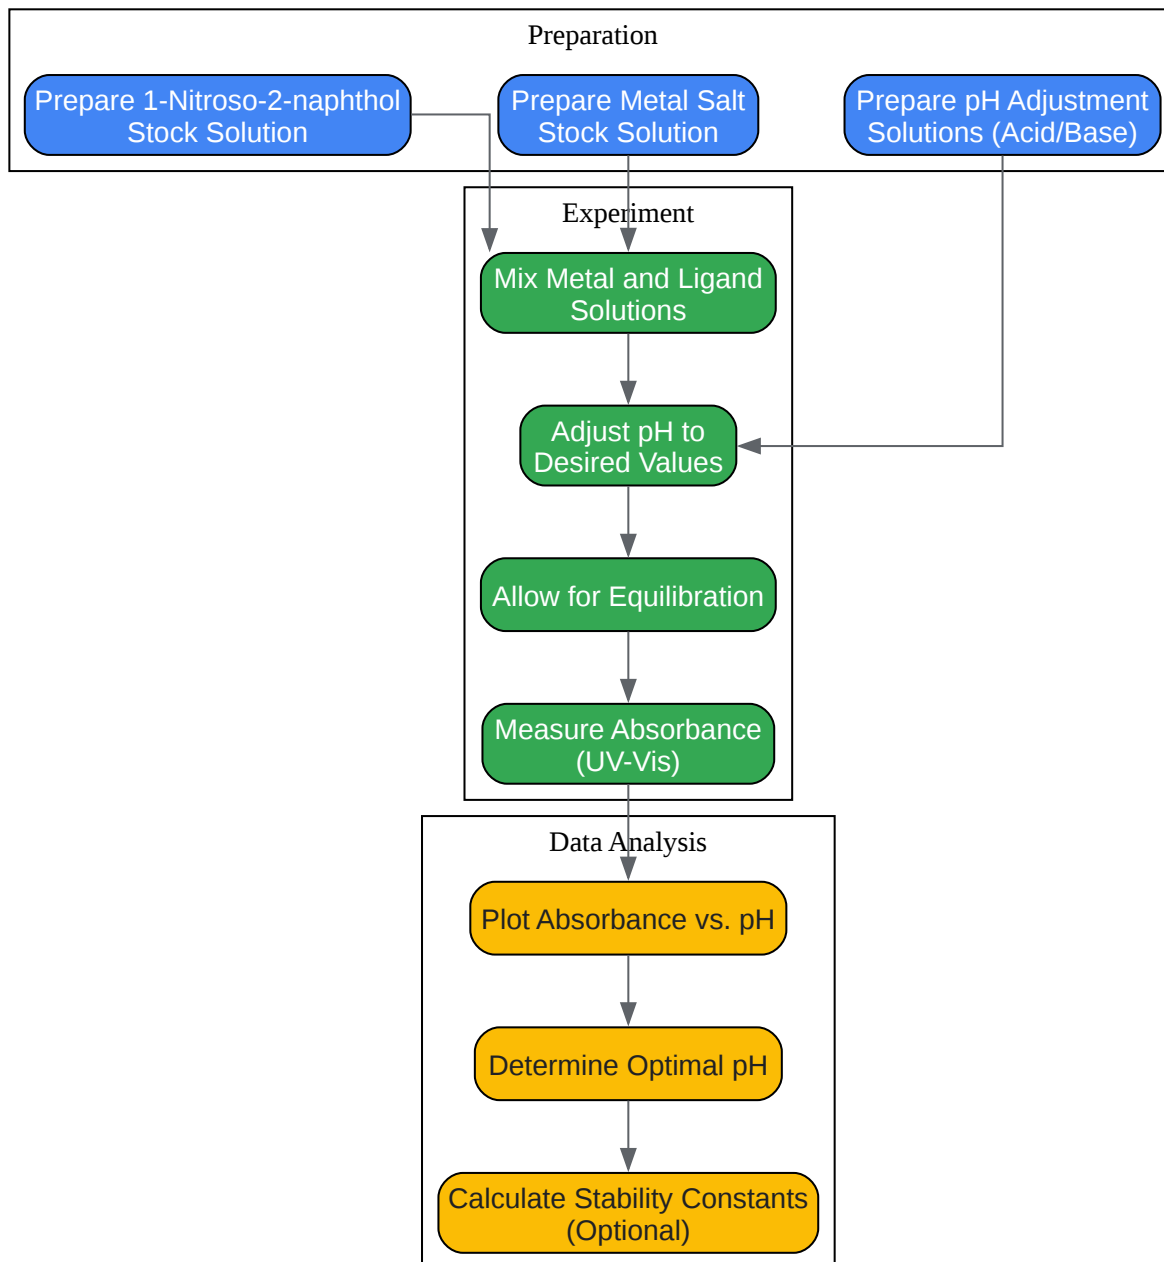 Preparation
Prepare 1-Nitroso-2-naphthol
Stock Solution
Prepare Metal Salt
Stock Solution
Prepare pH Adjustment
Solutions (Acid/Base)
Experiment
Mix Metal and Ligand
Solutions
Adjust pH to
Desired Values
Allow for Equilibration
Measure Absorbance
(UV-Vis)
Data Analysis
Plot Absorbance vs. pH
Determine Optimal pH
Calculate Stability Constants
(Optional)